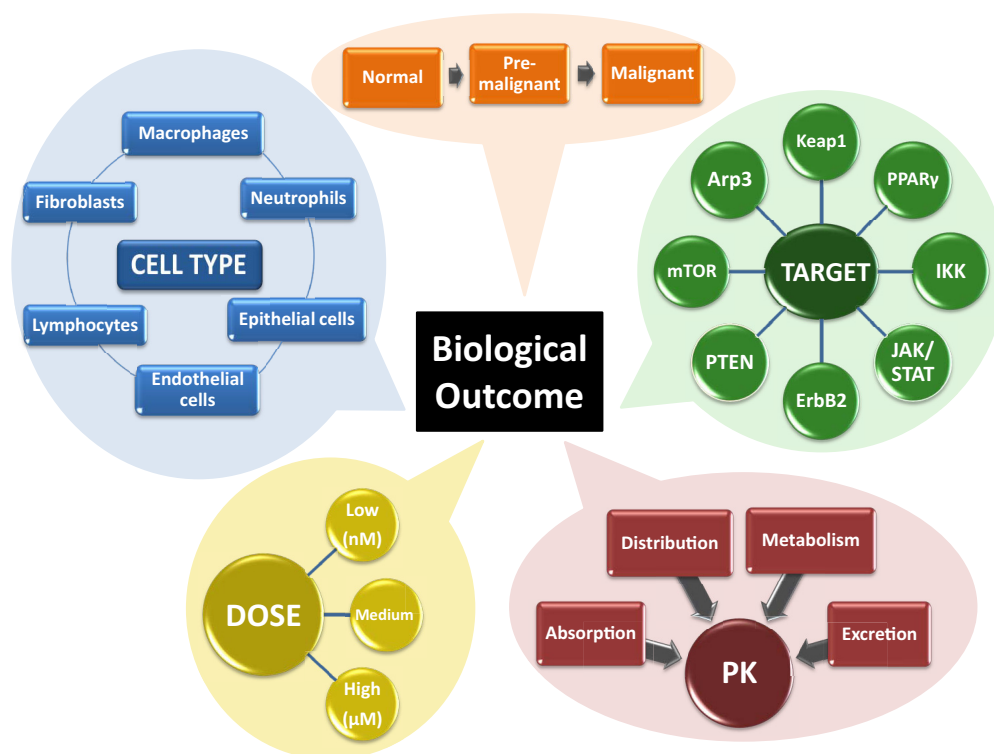 Normal
Pre-
malignant
Malignant
Macrophages
Fibroblasts
Neutrophils
CELL TYPE
Lymphocytes
Epithelial cells
Endothelial
cells
Keap1
Arp3
PPARγ
mTOR
TARGET
IKK
PTEN
JAK/
STAT
ErbB2
Biological
Outcome
Low
(nM)
DOSE
Medium
High
(μM)
Distribution
Metabolism
Absorption
Excretion
PK